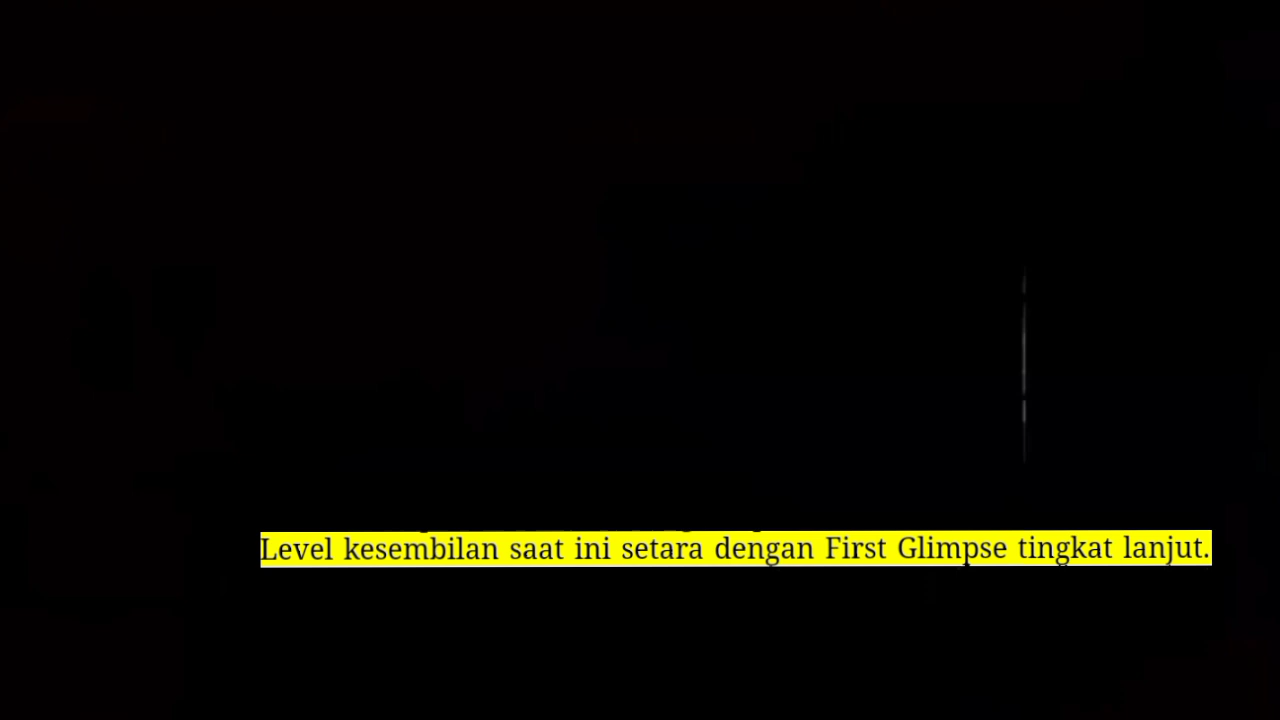 Level kesembilan saat ini setara dengan First Glimpse tingkat lanjut.